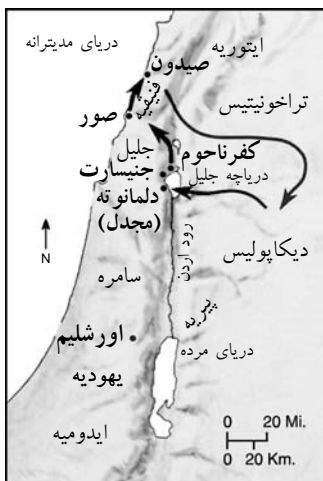 دریای مدیترانه
ایتوریه
صیدون
فنیقیه
تراخونیتیس
صور
جلیل
کفرناحوم
جنیسارت
دریاچه جلیل
دلمانوته
(مجدل)
رود اردن
دیکاپولیس
N
سامره
پیریه
اورشلیم
دریای مرده
یهودیه
ایدومیه
0 20 Mi.
0 20 Km.